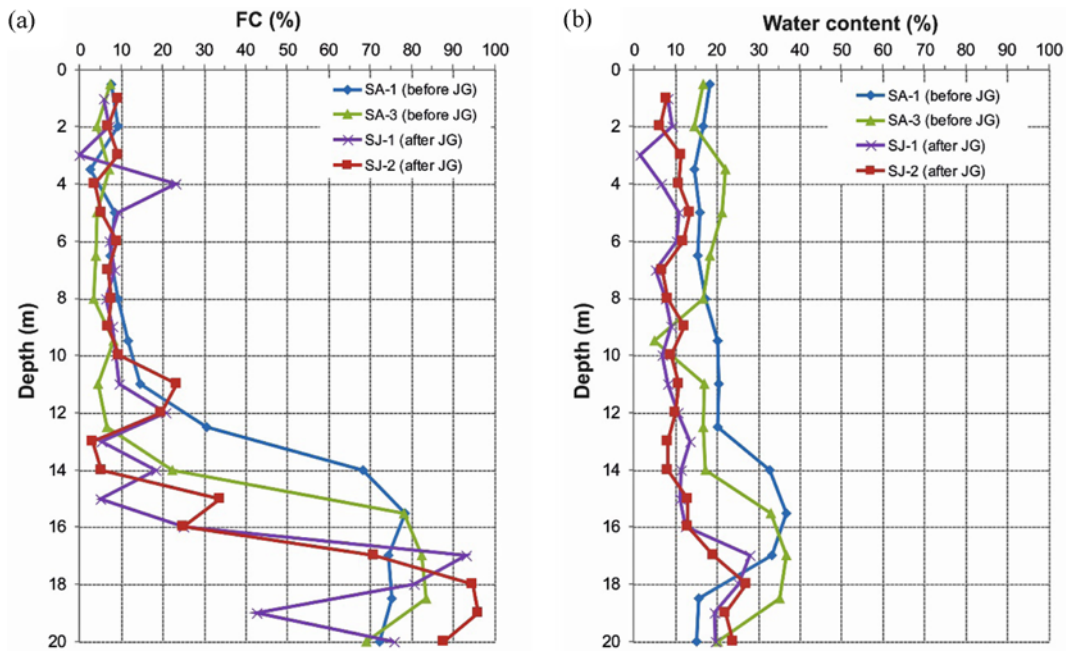 (a)
FC (%)
0 10 20 30 40 50 60 70 80 90 100
0
2
4
6
8
10
12
14
16
18
20
Depth (m)
SA-1 (before JG)
SA-3 (before JG)
SJ-1 (after JG)
SJ-2 (after JG)
(b)
Water content (%)
0 10 20 30 40 50 60 70 80 90 100
0
2
4
6
8
10
12
14
16
18
20
Depth (m)
SA-1 (before JG)
SA-3 (before JG)
SJ-1 (after JG)
SJ-2 (after JG)